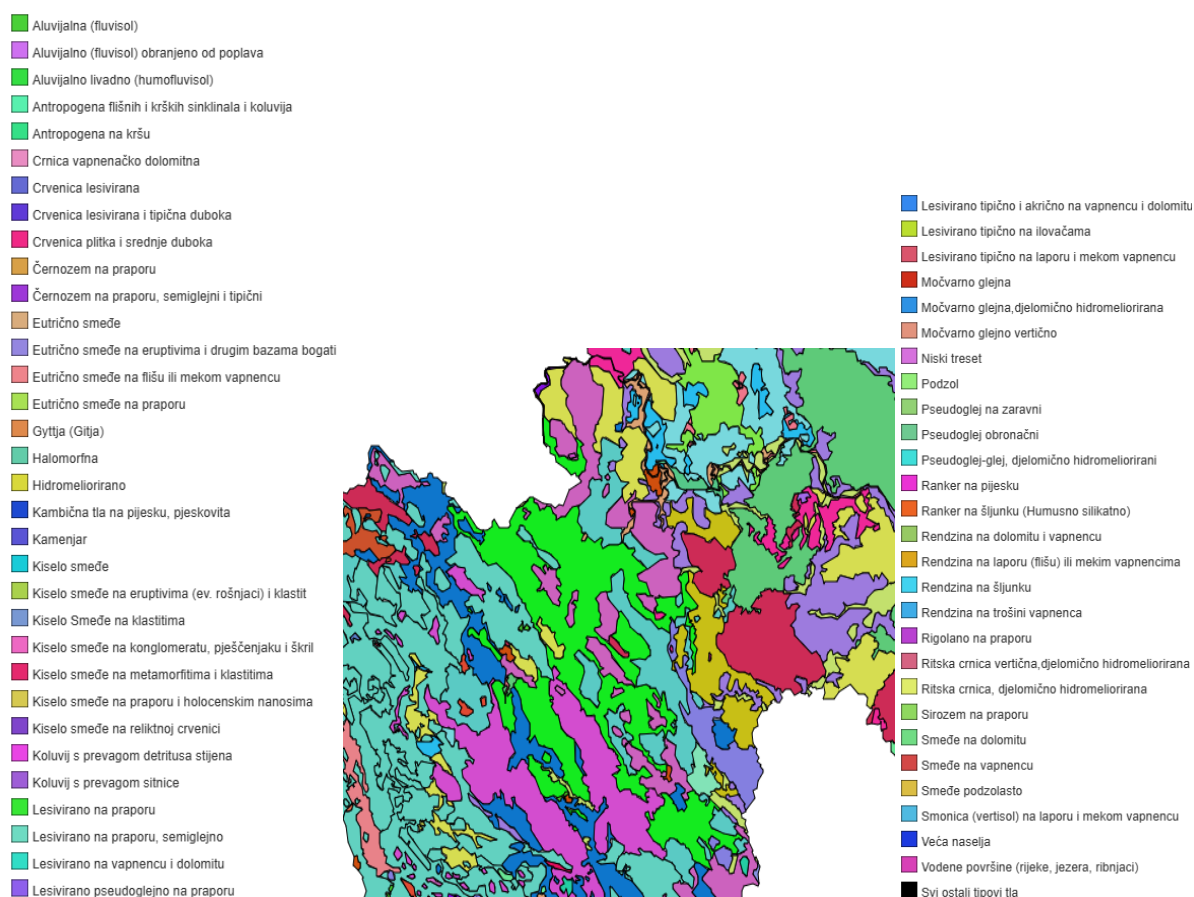 Aluvijalna (fluvisol)
Aluvijalno (fluvisol) obranjeno od poplava
Aluvijalno livadno (humofluvisol)
Antropogena flišnih i krških sinklinala i koluvija
Antropogena na kršu
Crnica vapnenačko dolomitna
Crvenica lesivirana
Crvenica lesivirana i tipična duboka
Crvenica plitka i srednje duboka
Černozem na praporu
Černozem na praporu, semiglejni i tipični
Eutrično smeđe
Eutrično smeđe na eruptivima i drugim bazama bogati
Eutrično smeđe na flišu ili mekom vapnencu
Eutrično smeđe na praporu
Gyttja (Gitja)
Halomorfna
Hidromeliorirano
Kambična tla na pijesku, pjeskovita
Kamenjar
Kiselo smeđe
Kiselo smeđe na eruptivima (ev. rošnjaci) i klastit
Kiselo Smeđe na klastitima
Kiselo smeđe na konglomeratu, pješčenjaku i škril
Kiselo smeđe na metamorfitima i klastitima
Kiselo smeđe na praporu i holocenskim nanosima
Kiselo smeđe na reliktnoj crvenici
Koluvij s prevagom detritusa stijena
Koluvij s prevagom sitnice
Lesivirano na praporu
Lesivirano na praporu, semiglejno
Lesivirano na vapnencu i dolomitu
Lesivirano pseudoglejno na praporu
Lesivirano tipično i akrično na vapnencu i dolomitu
Lesivirano tipično na ilovačama
Lesivirano tipično na laporu i mekom vapnencu
Močvarno glejna
Močvarno glejna,djelomično hidromeliorirana
Močvarno glejno vertično
Niski treset
Podzol
Pseudoglej na zaravni
Pseudoglej obronačni
Pseudoglej-glej, djelomično hidromeliorirani
Ranker na pijesku
Ranker na šljunku (Humusno silikatno)
Rendzina na dolomitu i vapnencu
Rendzina na laporu (flišu) ili mekim vapnencima
Rendzina na šljunku
Rendzina na trošini vapnenca
Rigolano na praporu
Ritska crnica vertična,djelomično hidromeliorirana
Ritska crnica, djelomično hidromeliorirana
Sirozem na praporu
Smeđe na dolomitu
Smeđe na vapnencu
Smeđe podzolasto
Smonica (vertisol) na laporu i mekom vapnencu
Veća naselja
Vodene površine (rijeke, jezera, ribnjaci)
Svi ostali tipovi tla